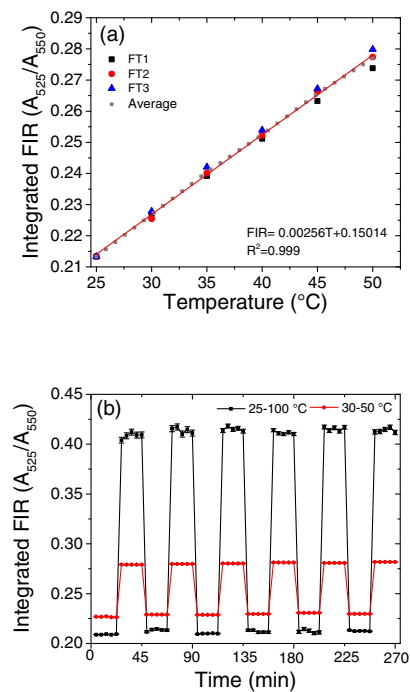 (a)
FT1
FT2
FT3
Average
FIR= 0.00256T+0.15014
R²=0.999
Integrated FIR (A₅₂₅/A₅₅₀)
0.29
0.28
0.27
0.26
0.25
0.24
0.23
0.22
0.21
25 30 35 40 45 50
Temperature (°C)
(b)
25-100 °C
30-50 °C
Integrated FIR (A₅₂₅/A₅₅₀)
0.45
0.40
0.35
0.30
0.25
0.20
0 45 90 135 180 225 270
Time (min)